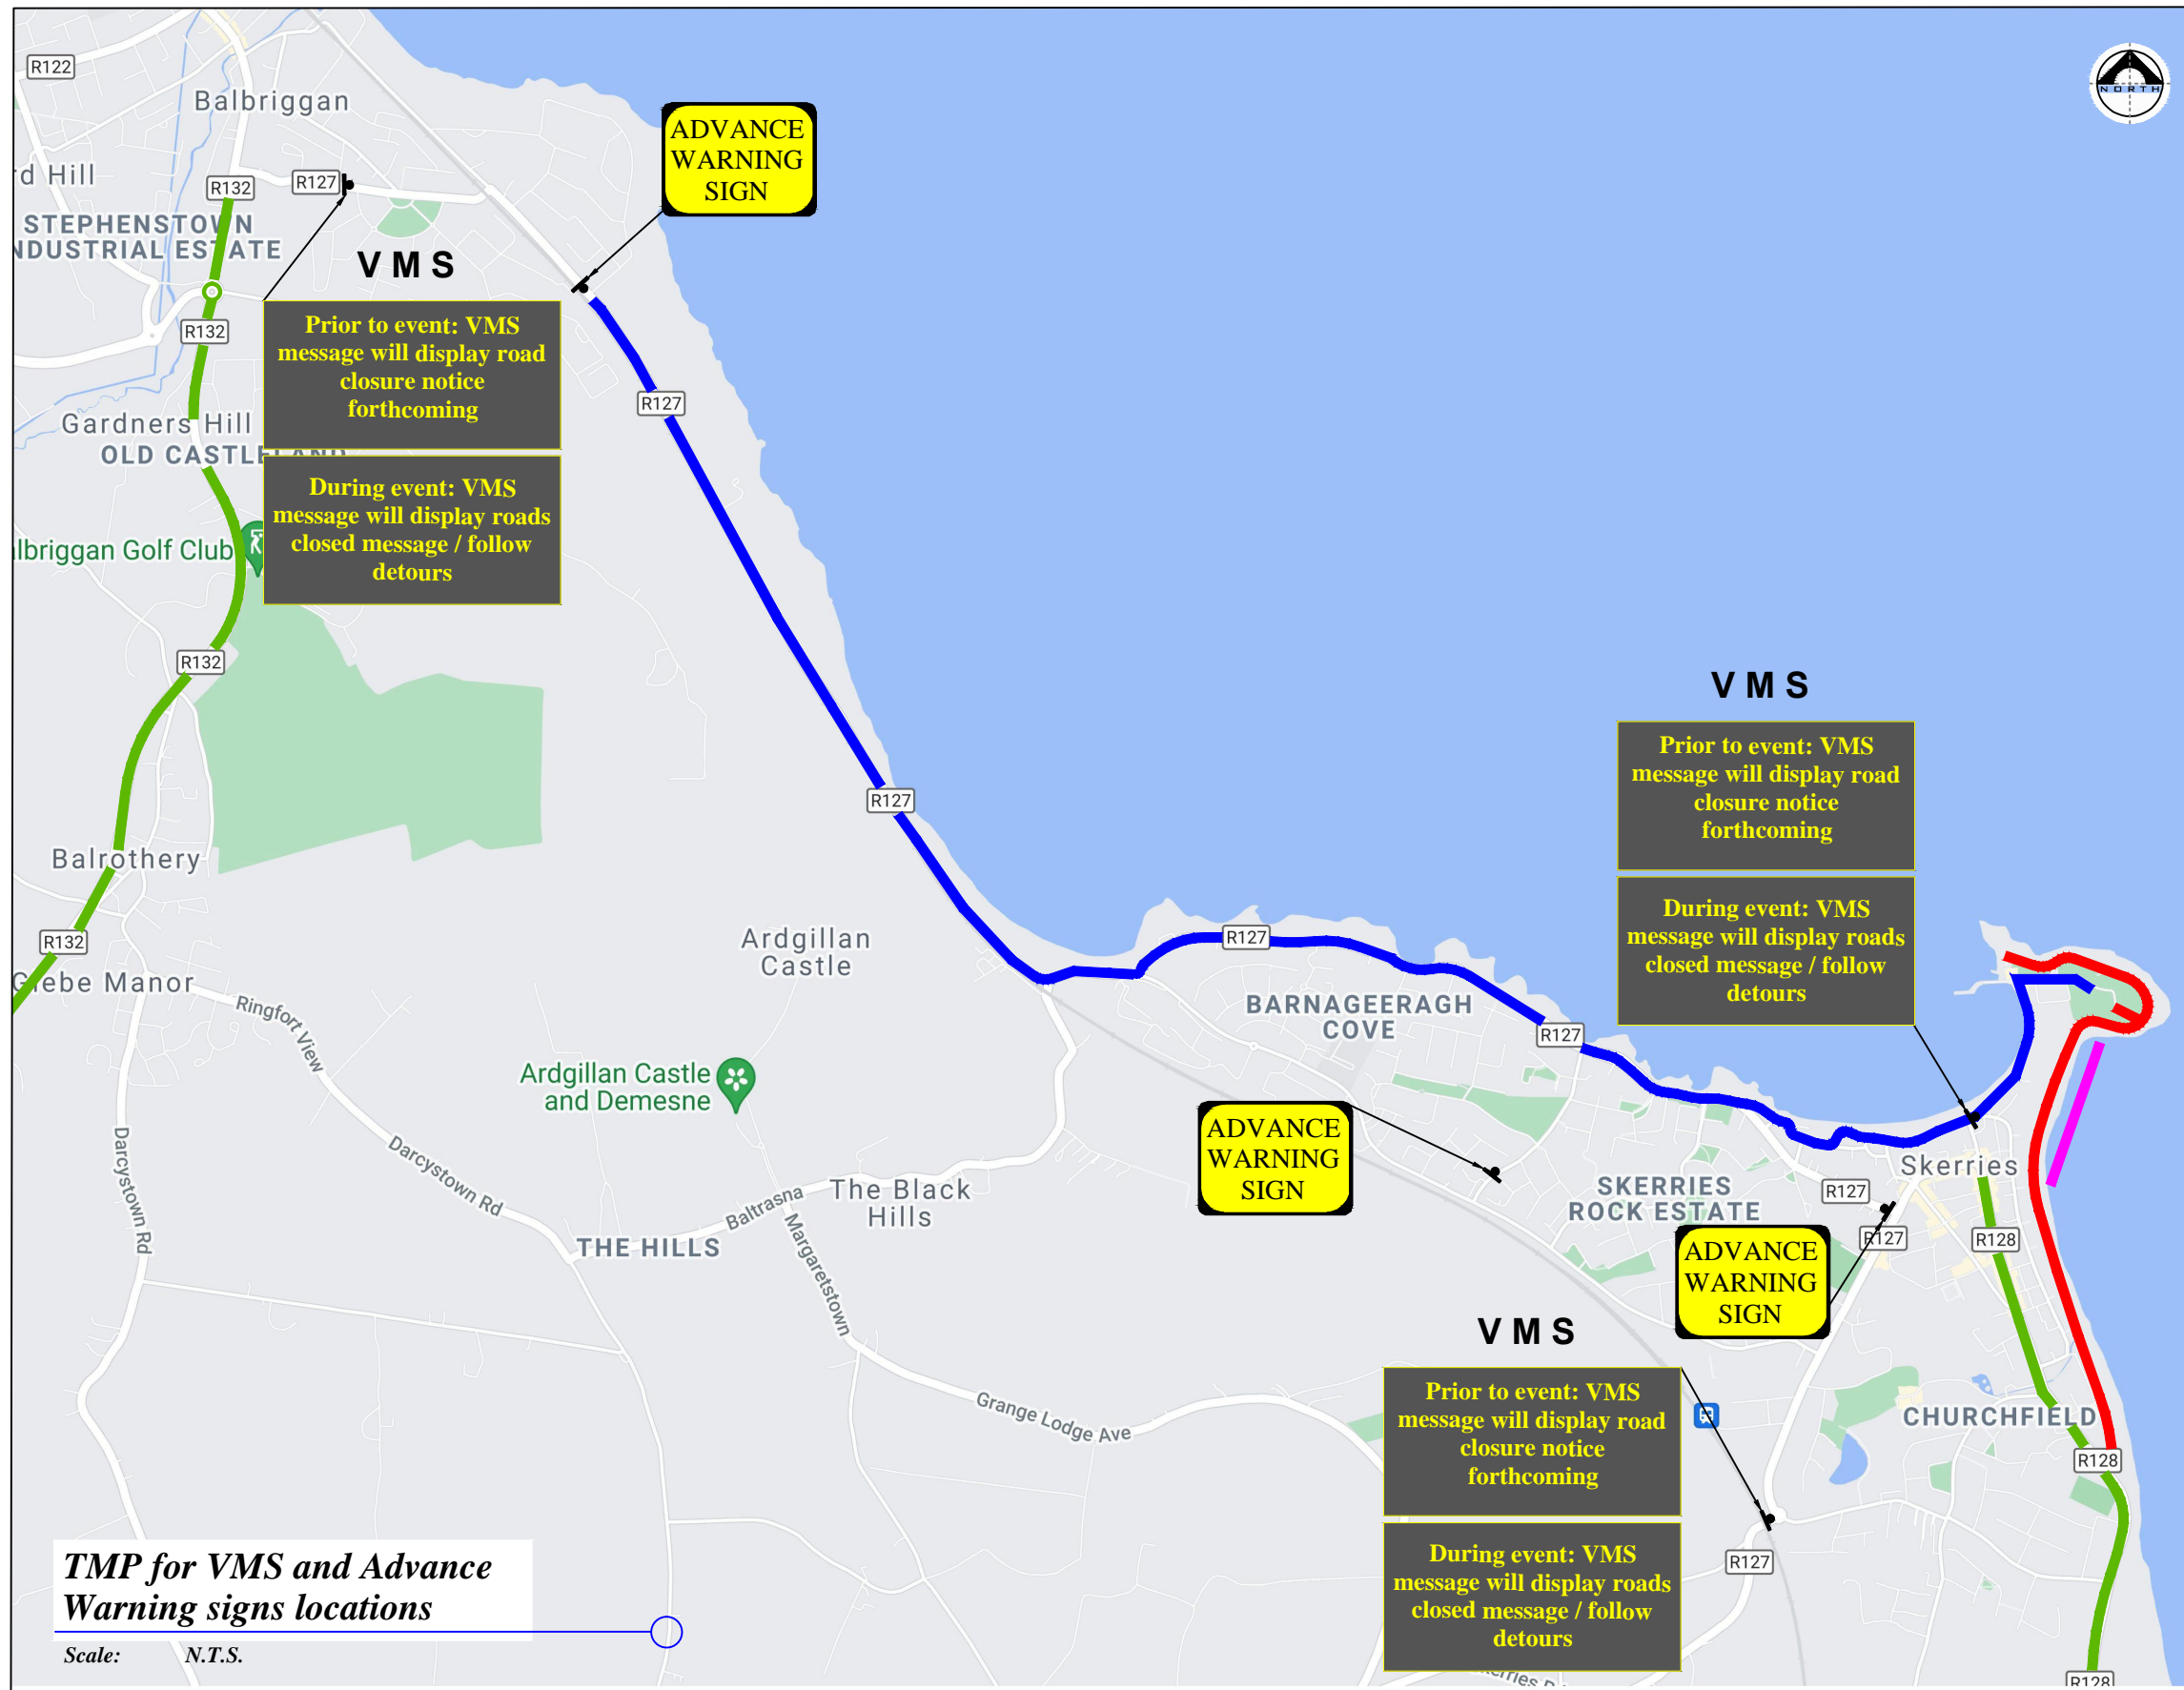 R122
Balbriggan
NORTH
ADVANCE
WARNING
SIGN
rd Hill
R132
R127
STEPHENSTOWN
NDUSTRIAL ESTATE
V M S
Prior to event: VMS
message will display road
closure notice
forthcoming
During event: VMS
message will display roads
closed message / follow
detours
R132
R127
Gardners Hill
OLD CASTLELAND
lbriggan Golf Club
R132
V M S
Prior to event: VMS
message will display road
closure notice
forthcoming
During event: VMS
message will display roads
closed message / follow
detours
R127
Balrothery
R132
Glebe Manor
Ringfort View
Ardgillan
Castle
R127
BARNAGEERAGH
COVE
R127
Ardgillan Castle
and Demesne
ADVANCE
WARNING
SIGN
Darcystown Rd
Darcystown Rd
Baltrasna
The Black
Hills
THE HILLS
Margaretstown
SKERRIES
ROCK ESTATE
Skerries
R127
R127
R128
ADVANCE
WARNING
SIGN
V M S
Prior to event: VMS
message will display road
closure notice
forthcoming
During event: VMS
message will display roads
closed message / follow
detours
Grange Lodge Ave
CHURCHFIELD
R128
R127
R128
TMP for VMS and Advance
Warning signs locations
Scale: N.T.S.